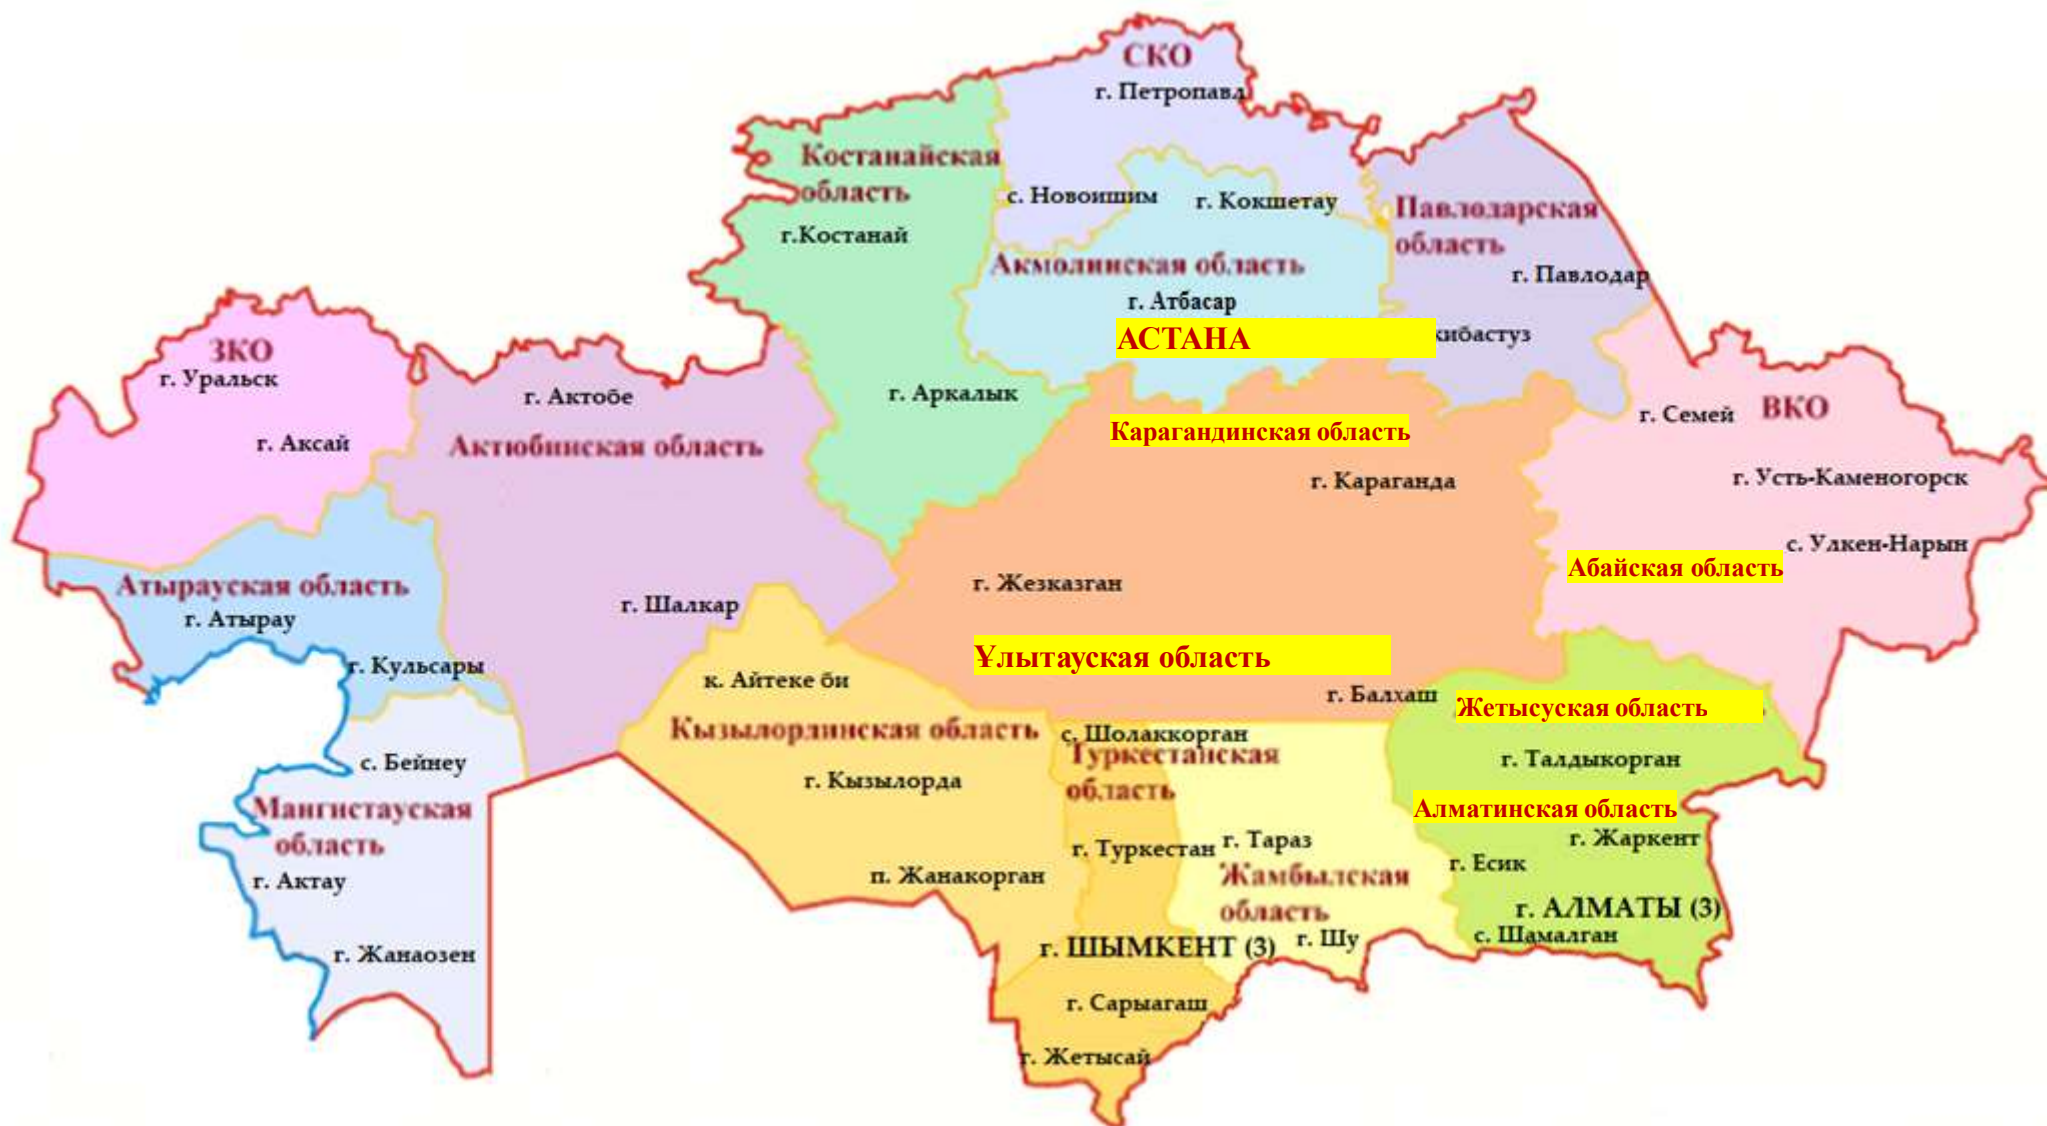 СКО
г. Петропавл
Костанайская
область
г.Костанай
с. Новоишим
г. Кокшетау
Павлодарская
область
г. Павлодар
Акмолинская область
г. Атбасар
АСТАНА
кибастуз
ЗКО
г. Уральск
г. Аксай
г. Актобе
Актюбинская область
г. Аркалык
Карагандинская область
г. Караганда
г. Семей
ВКО
г. Усть-Каменогорск
с. Улкен-Нарын
Абайская область
Атырауская область
г. Атырау
г. Кульсары
г. Шалкар
г. Жезказган
Ұлытауская область
г. Балхаш
к. Айтеке би
Кызылординская область
г. Кызылорда
п. Жанакорган
с. Шолаккорган
Туркестанская
область
г. Туркестан
Жетысуская область
г. Талдыкорган
Алматинская область
г. Жаркент
г. Есик
г. АЛМАТЫ (3)
с. Шамалган
с. Бейнеу
Мангистауская
область
г. Актау
г. Жанаозен
г. Тараз
Жамбылская
область
г. Шу
г. ШЫМКЕНТ (3)
г. Сарыагаш
г. Жетысай